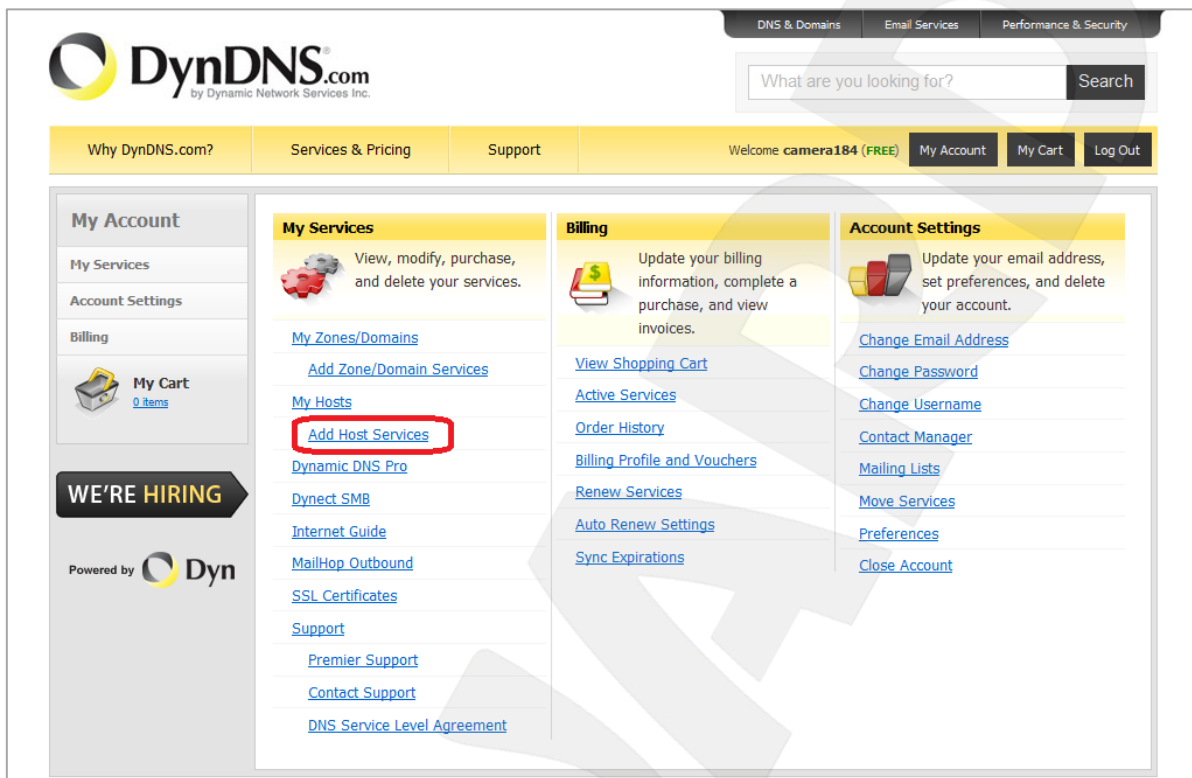 DNS & Domains
Email Services
Performance & Security
DynDNS.com
by Dynamic Network Services Inc.
What are you looking for?
Search
Why DynDNS.com?
Services & Pricing
Support
Welcome camera184 (FREE)
My Account
My Cart
Log Out
My Account
My Services
Account Settings
Billing
My Cart
0 items
WE'RE HIRING
Powered by Dyn
My Services
View, modify, purchase,
and delete your services.
My Zones/Domains
Add Zone/Domain Services
My Hosts
Add Host Services
Dynamic DNS Pro
Dynect SMB
Internet Guide
MailHop Outbound
SSL Certificates
Support
Premier Support
Contact Support
DNS Service Level Agreement
Billing
Update your billing
information, complete a
purchase, and view
invoices.
View Shopping Cart
Active Services
Order History
Billing Profile and Vouchers
Renew Services
Auto Renew Settings
Sync Expirations
Account Settings
Update your email address,
set preferences, and delete
your account.
Change Email Address
Change Password
Change Username
Contact Manager
Mailing Lists
Move Services
Preferences
Close Account